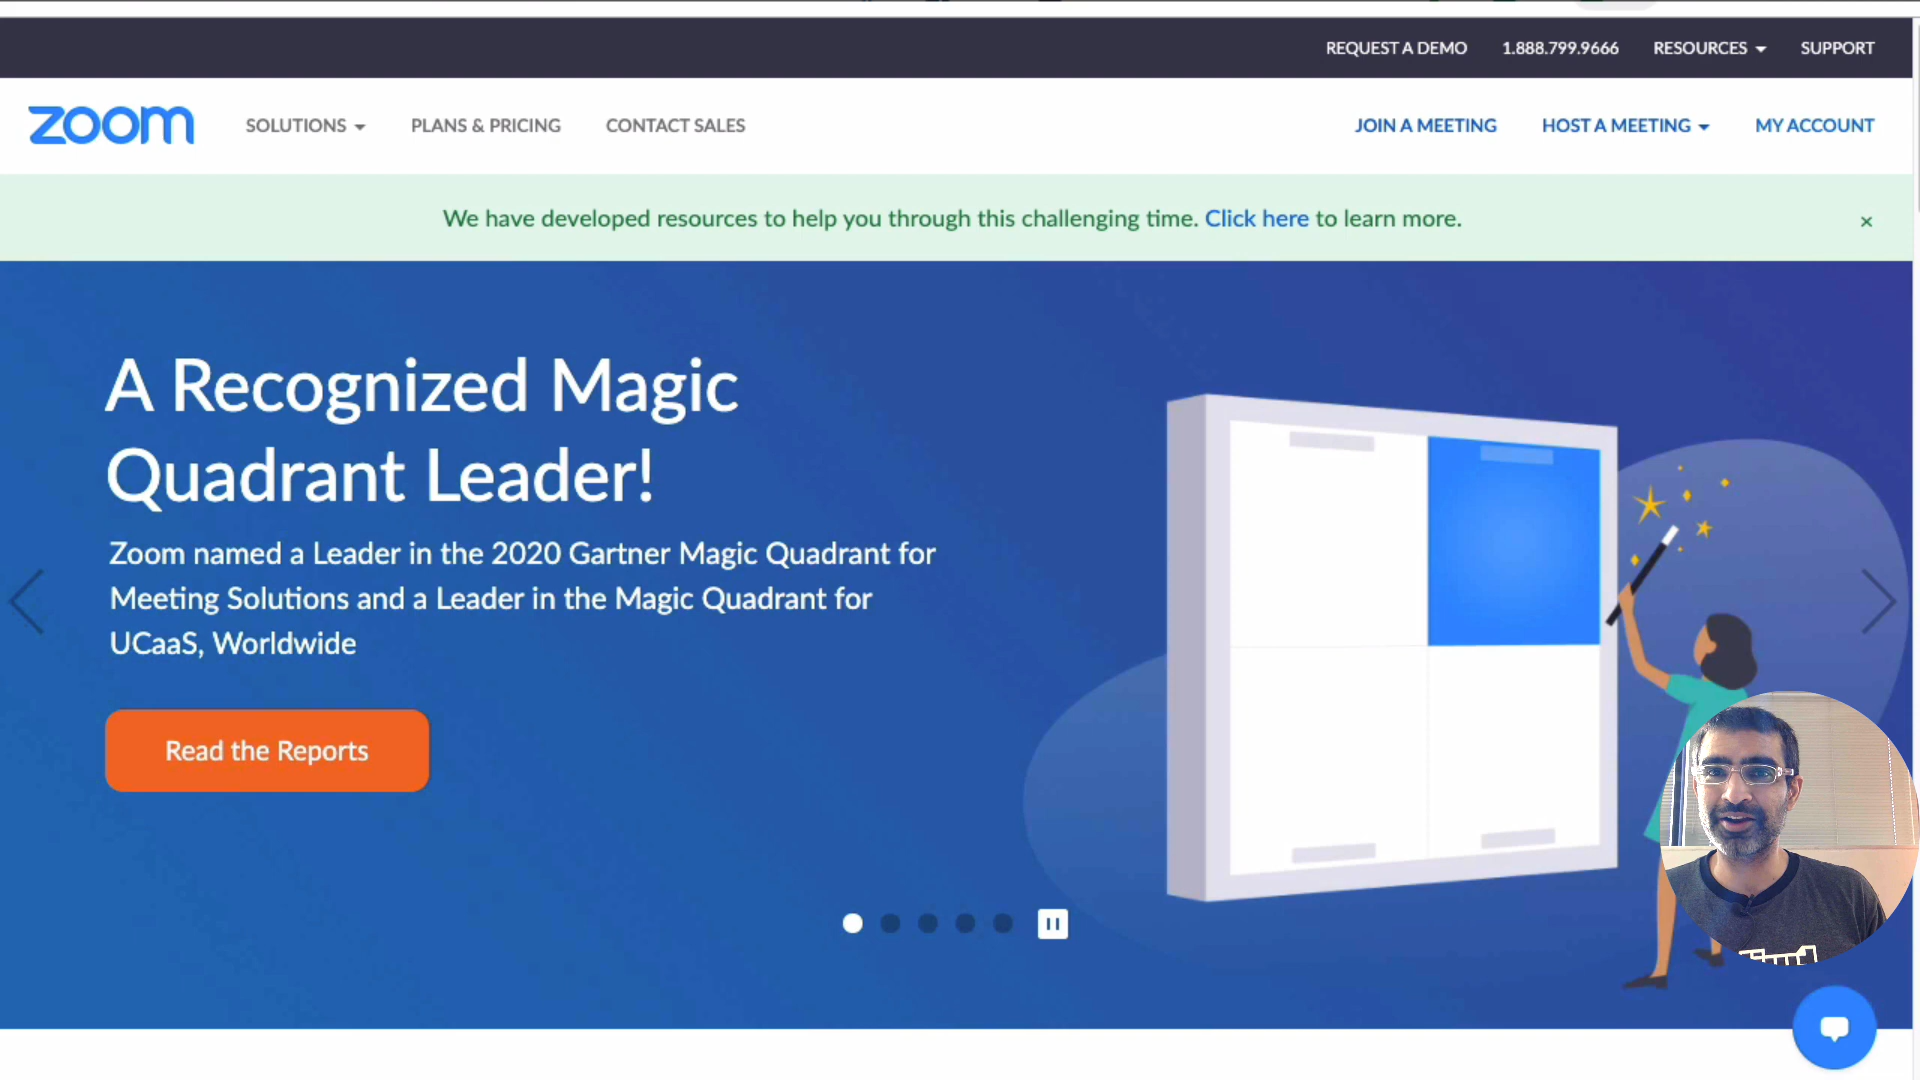 REQUEST A DEMO 1.888.799.9666 RESOURCES SUPPORT
zoom SOLUTIONS PLANS & PRICING CONTACT SALES JOIN A MEETING HOST A MEETING MY ACCOUNT
We have developed resources to help you through this challenging time. Click here to learn more. ×
A Recognized Magic
Quadrant Leader!
Zoom named a Leader in the 2020 Gartner Magic Quadrant for
Meeting Solutions and a Leader in the Magic Quadrant for
UCaaS, Worldwide
Read the Reports